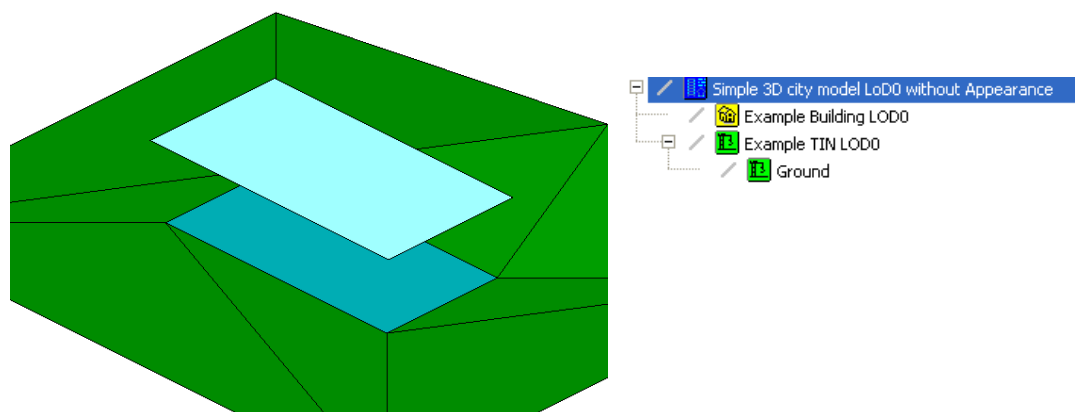 Simple 3D city model LoD0 without Appearance
Example Building LOD0
Example TIN LOD0
Ground